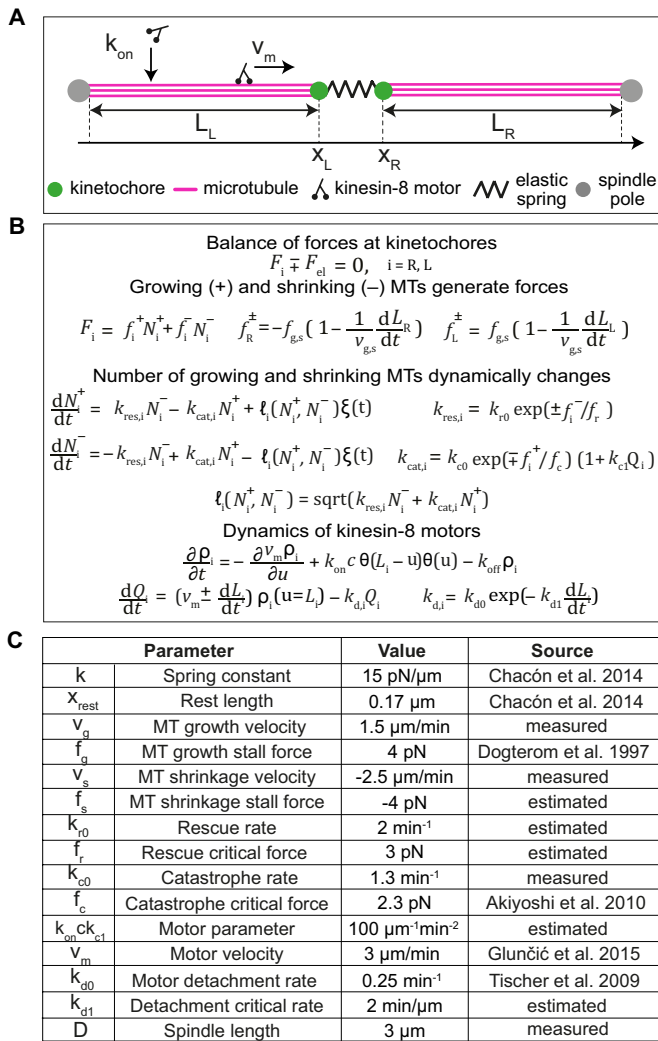 A
k_on
v_m
L_L
L_R
x_L
x_R
kinetochore
microtubule
kinesin-8 motor
elastic spring
spindle pole
B
Balance of forces at kinetochores
F_i ∓ F_el = 0, i = R, L
Growing (+) and shrinking (–) MTs generate forces
F_i = f_i^+ N_i^+ + f_i^- N_i^-    f_R^± = -f_g,s ( 1 - 1/v_g,s dL_R/dt )    f_L^± = f_g,s ( 1 - 1/v_g,s dL_L/dt )
Number of growing and shrinking MTs dynamically changes
dN_i^+/dt = k_res,i N_i^- - k_cat,i N_i^+ + ℓ_i(N_i^+, N_i^-)ξ(t)    k_res,i = k_r0 exp(±f_i^-/f_r)
dN_i^-/dt = -k_res,i N_i^- + k_cat,i N_i^+ - ℓ_i(N_i^+, N_i^-)ξ(t)    k_cat,i = k_c0 exp(∓f_i^+/f_c) (1+k_c1 Q_i)
ℓ_i(N_i^+, N_i^-) = sqrt(k_res,i N_i^- + k_cat,i N_i^+)
Dynamics of kinesin-8 motors
∂ρ_i/∂t = - ∂v_m ρ_i/∂u + k_on c θ(L_i - u)θ(u) - k_off ρ_i
dQ_i/dt = (v_m ± dL_i/dt) ρ_i(u=L_i) - k_d,i Q_i    k_d,i = k_d0 exp(-k_d1 dL_i/dt)
C
Parameter Value Source
k Spring constant 15 pN/µm Chacón et al. 2014
x_rest Rest length 0.17 µm Chacón et al. 2014
v_g MT growth velocity 1.5 µm/min measured
f_g MT growth stall force 4 pN Dogterom et al. 1997
v_s MT shrinkage velocity -2.5 µm/min measured
f_s MT shrinkage stall force -4 pN estimated
k_r0 Rescue rate 2 min⁻¹ estimated
f_r Rescue critical force 3 pN estimated
k_c0 Catastrophe rate 1.3 min⁻¹ measured
f_c Catastrophe critical force 2.3 pN Akiyoshi et al. 2010
k_on ck_c1 Motor parameter 100 µm⁻¹min⁻² estimated
v_m Motor velocity 3 µm/min Glunčić et al. 2015
k_d0 Motor detachment rate 0.25 min⁻¹ Tischer et al. 2009
k_d1 Detachment critical rate 2 min/µm estimated
D Spindle length 3 µm measured